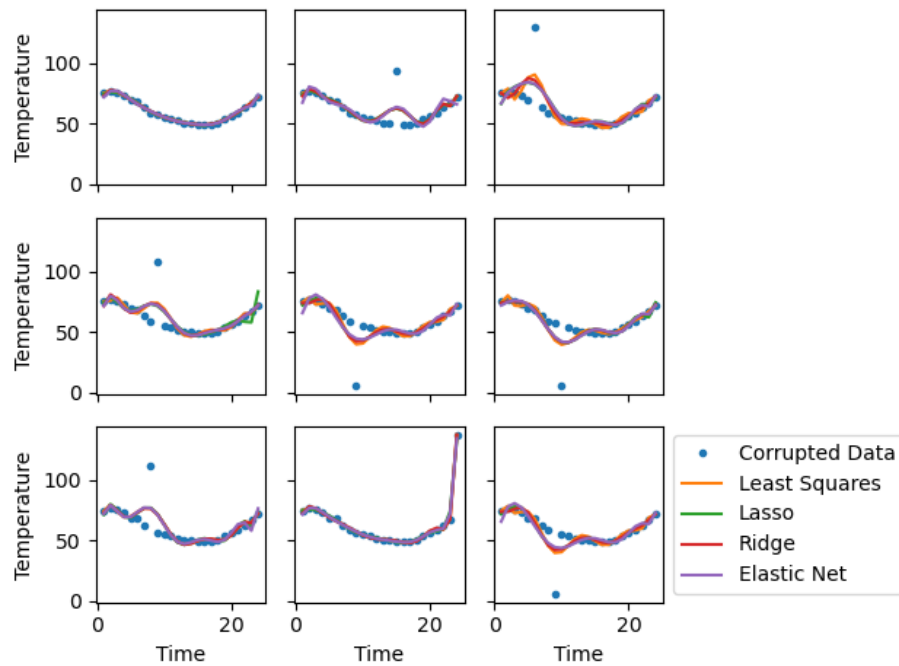 Temperature
100
50
0
Temperature
100
50
0
Temperature
100
50
0
0
20
Time
0
20
Time
0
20
Time
Corrupted Data
Least Squares
Lasso
Ridge
Elastic Net